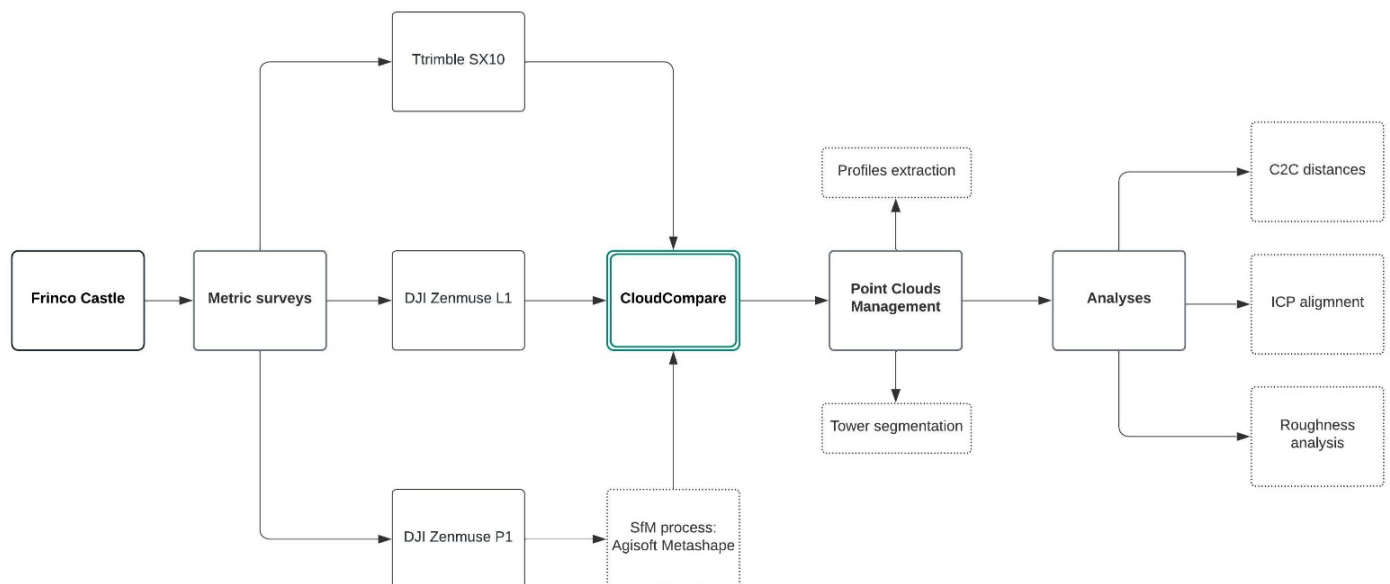 Ttrimble SX10
Profiles extraction
C2C distances
Frinco Castle
Metric surveys
DJI Zenmuse L1
CloudCompare
Point Clouds
Management
Analyses
ICP aligmnent
Tower segmentation
Roughness
analysis
DJI Zenmuse P1
SfM process:
Agisoft Metashape